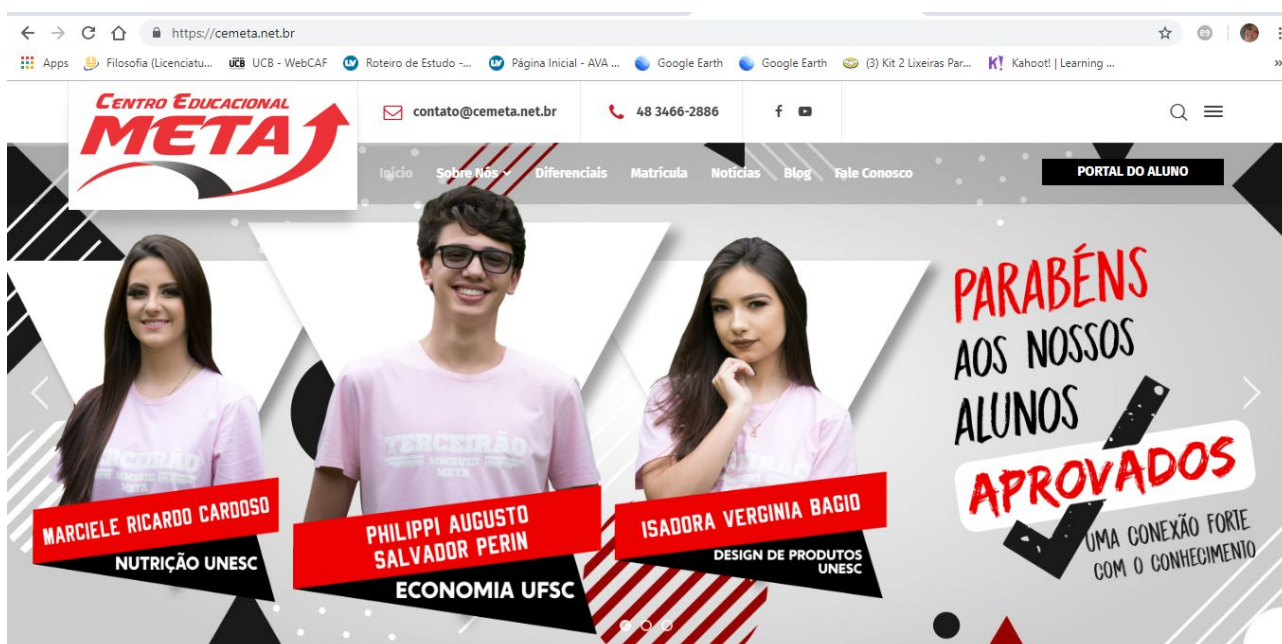 https://cemeta.net.br
Apps Filosofia (Licenciatu... UCB UCB - WebCAF Roteiro de Estudo -... Página Inicial - AVA ... Google Earth Google Earth (3) Kit 2 Lixeiras Par... K! Kahoot! | Learning ... »
CENTRO EDUCACIONAL
META
contato@cemeta.net.br 48 3466-2886
Início Sobre Nós Diferenciais Matrícula Notícias Blog Fale Conosco PORTAL DO ALUNO
PARABÉNS
AOS NOSSOS
ALUNOS
APROVADOS
UMA CONEXÃO FORTE
COM O CONHECIMENTO
TERCEIRÃO
META
MARCIELE RICARDO CARDOSO
NUTRIÇÃO UNESC
TERCEIRÃO
MMXVIII
META
PHILIPPI AUGUSTO
SALVADOR PERIN
ECONOMIA UFSC
ISADORA VERGINIA BAGIO
DESIGN DE PRODUTOS
UNESC